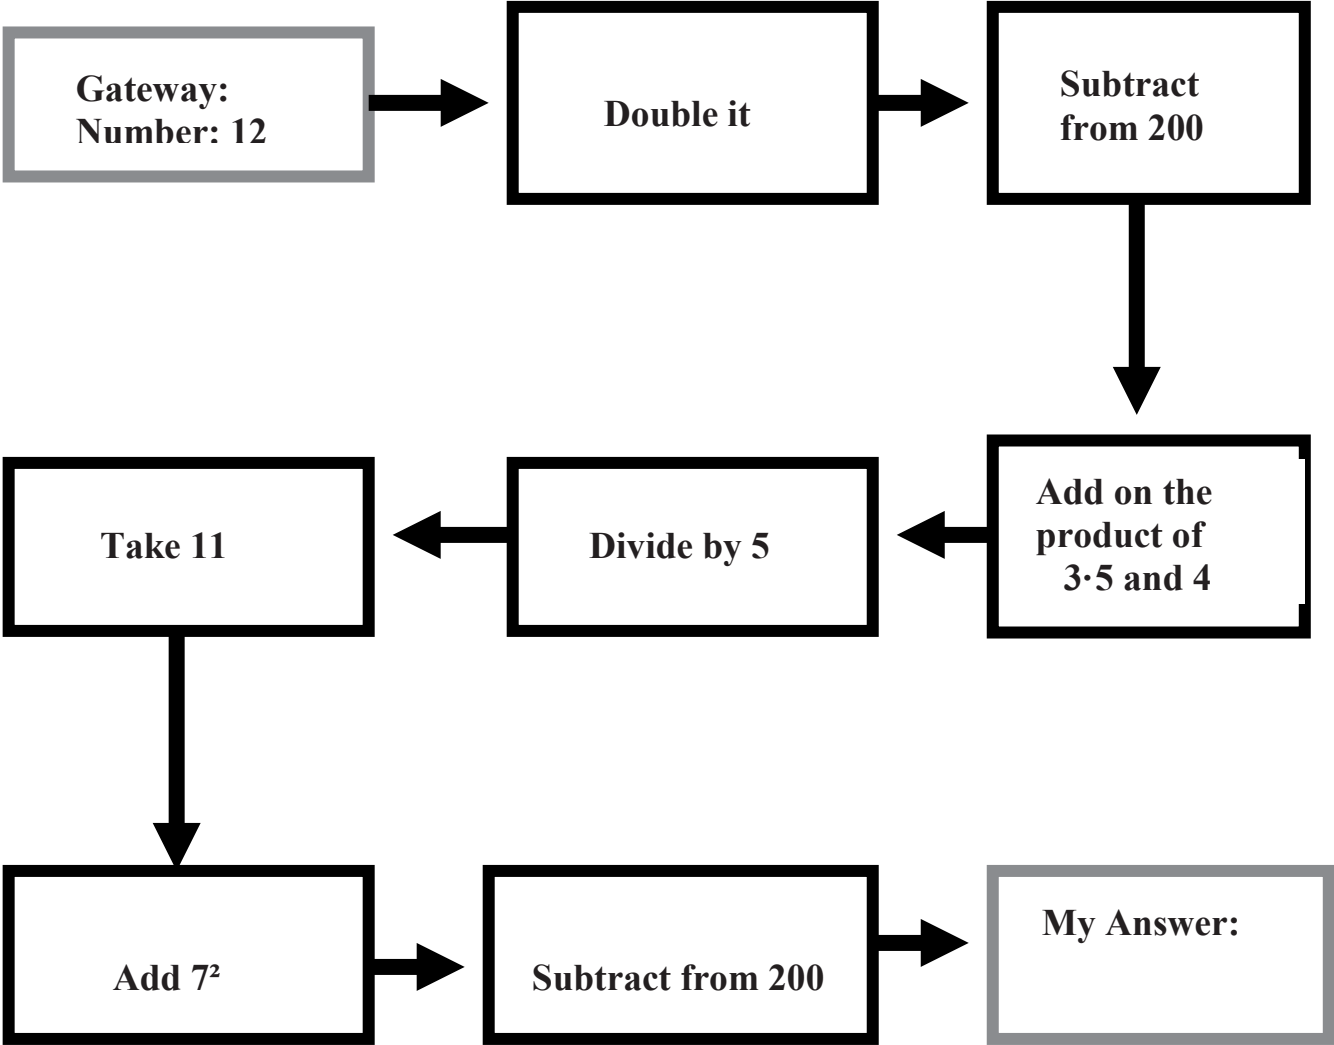 Gateway:
Number: 12
Double it
Subtract
from 200
Add on the
product of
3·5 and 4
Divide by 5
Take 11
Add 7²
Subtract from 200
My Answer: